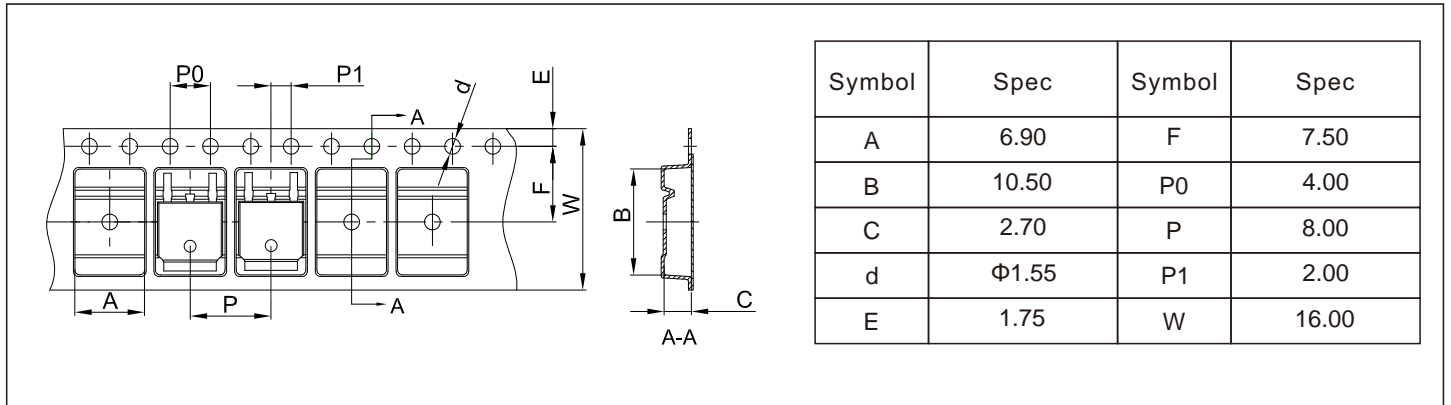 P0
P1
d
E
A
F
W
B
A
P
A
C
A-A
Symbol Spec Symbol Spec
A 6.90 F 7.50
B 10.50 P0 4.00
C 2.70 P 8.00
d Φ1.55 P1 2.00
E 1.75 W 16.00